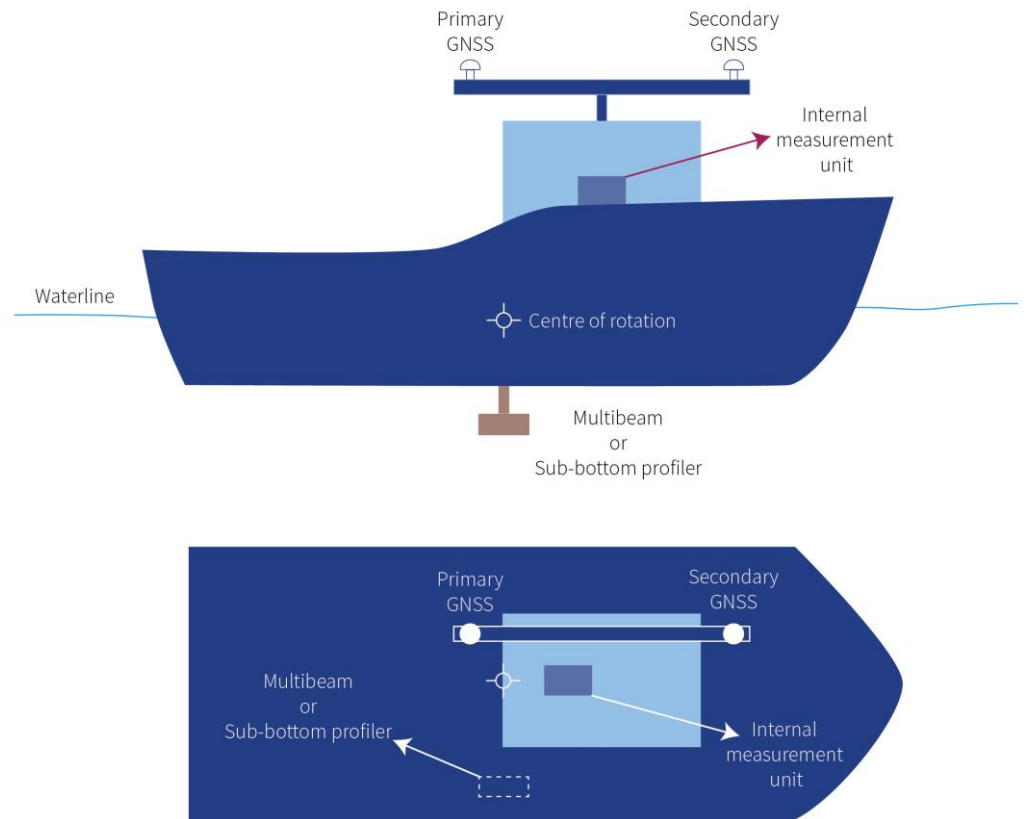 Primary
GNSS
Secondary
GNSS
Internal
measurement
unit
Waterline
Centre of rotation
Multibeam
or
Sub-bottom profiler
Primary
GNSS
Secondary
GNSS
Multibeam
or
Sub-bottom profiler
Internal
measurement
unit